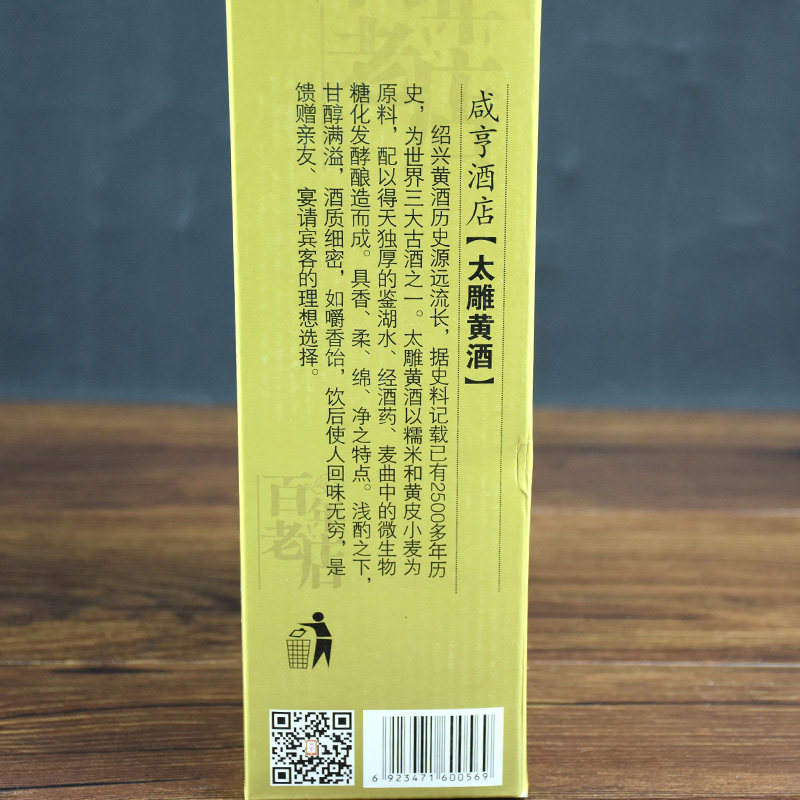 咸亨酒店【太雕黄酒】
绍兴黄酒历史源远流长，据史料记载已有2500多年历
史，为世界三大古酒之一。太雕黄酒以糯米和黄皮小麦为
原料，配以得天独厚的鉴湖水、经酒药、麦曲中的微生物
糖化发酵酿造而成。具香、柔、绵、净之特点。浅酌之下，
甘醇满溢，酒质细密，如嚼香饴，饮后使人回味无穷，是
馈赠亲友、宴请宾客的理想选择。
百年
老店
6 923471 600569